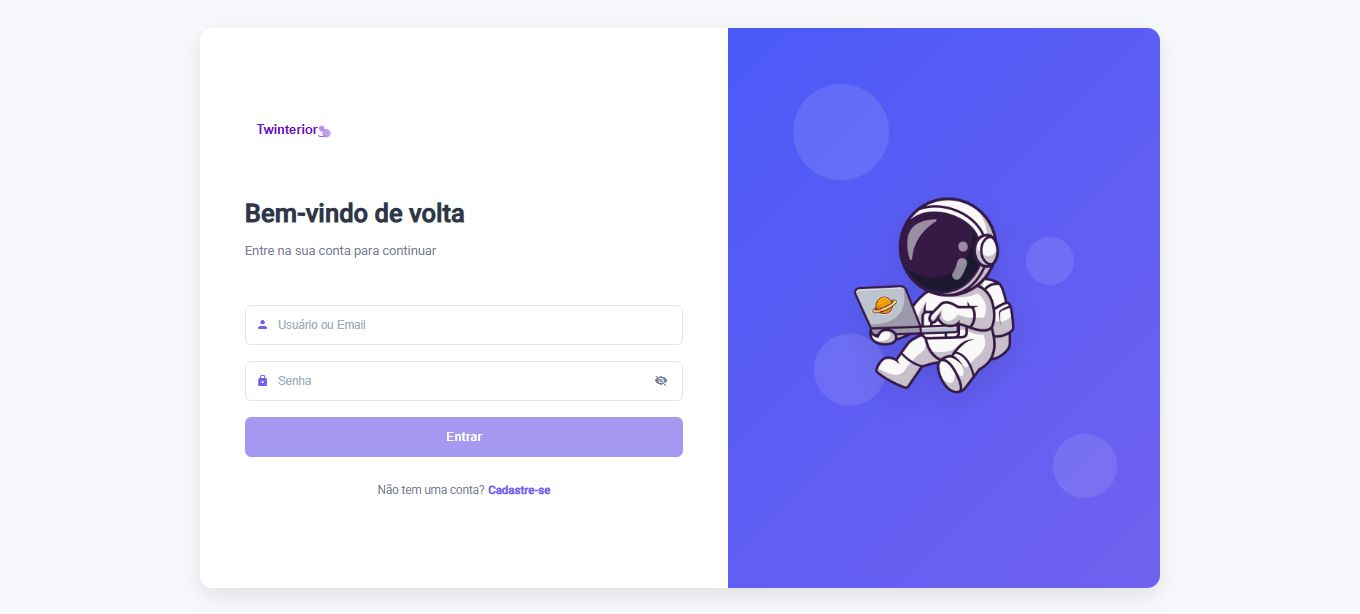 Twinterior
Bem-vindo de volta
Entre na sua conta para continuar
Usuário ou Email
Senha
Entrar
Não tem uma conta? Cadastre-se